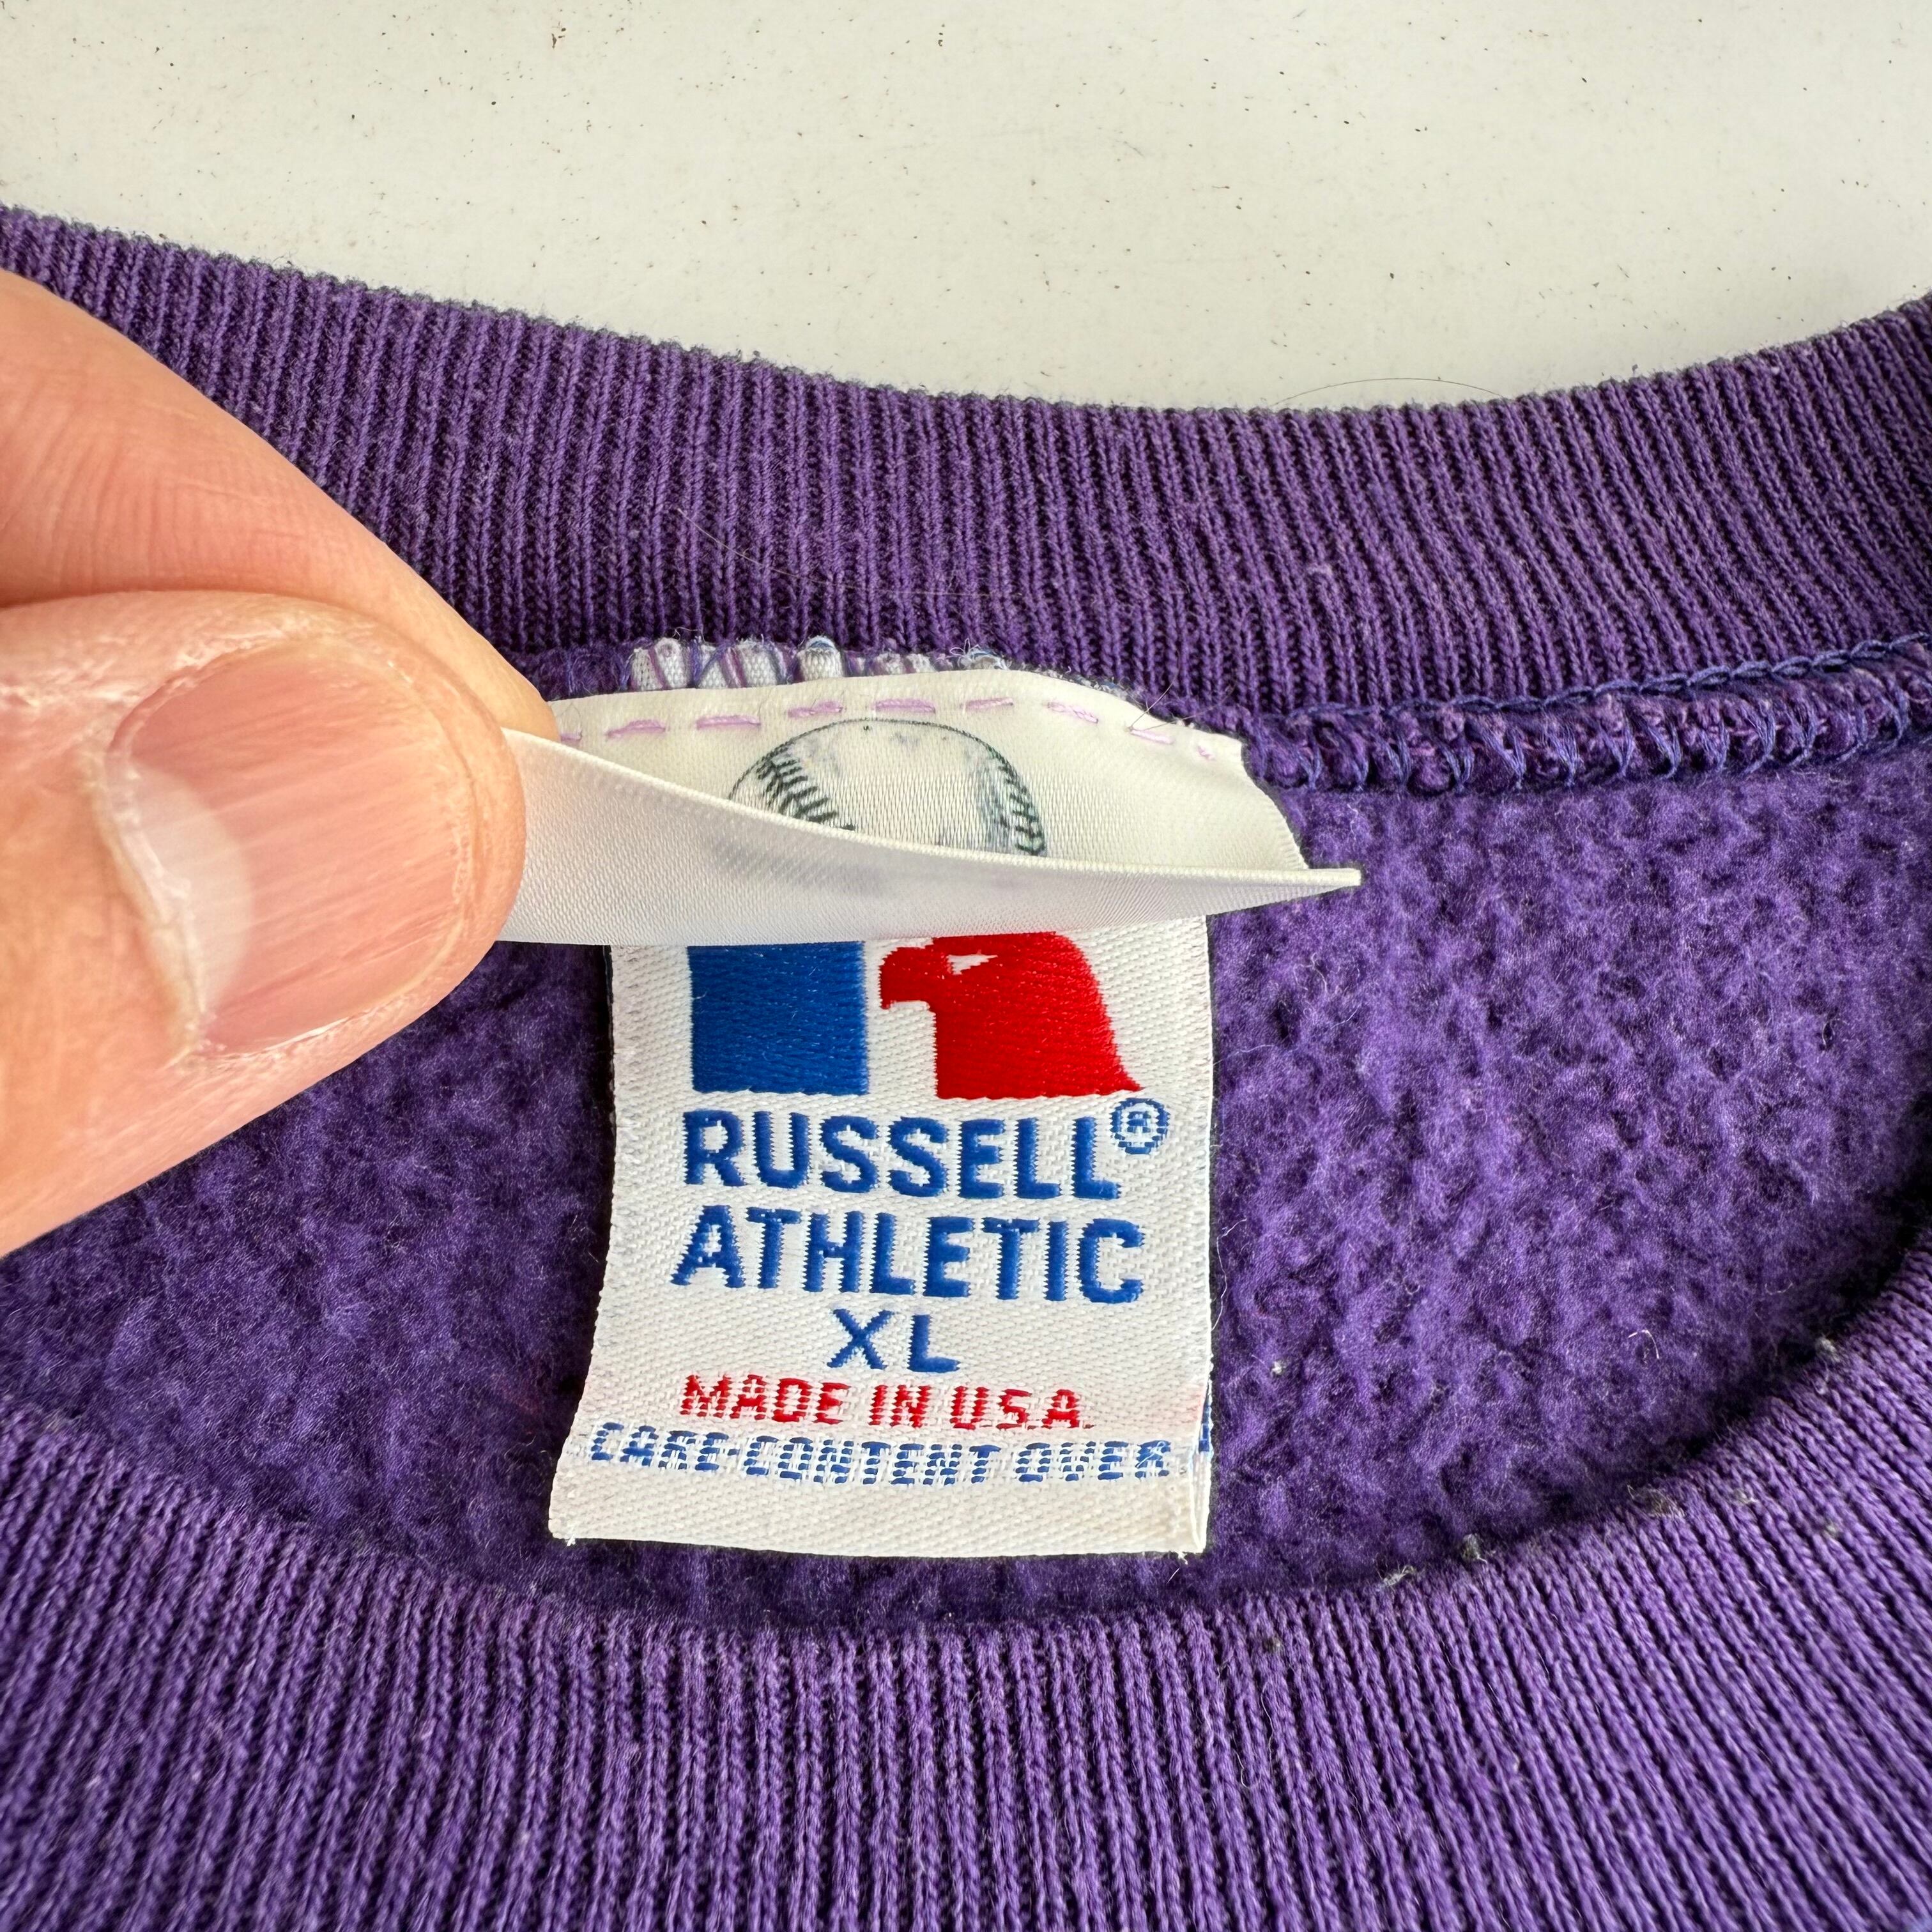 RUSSELL®
ATHLETIC
XL
MADE IN U.S.A.
CARE-CONTENT OVER